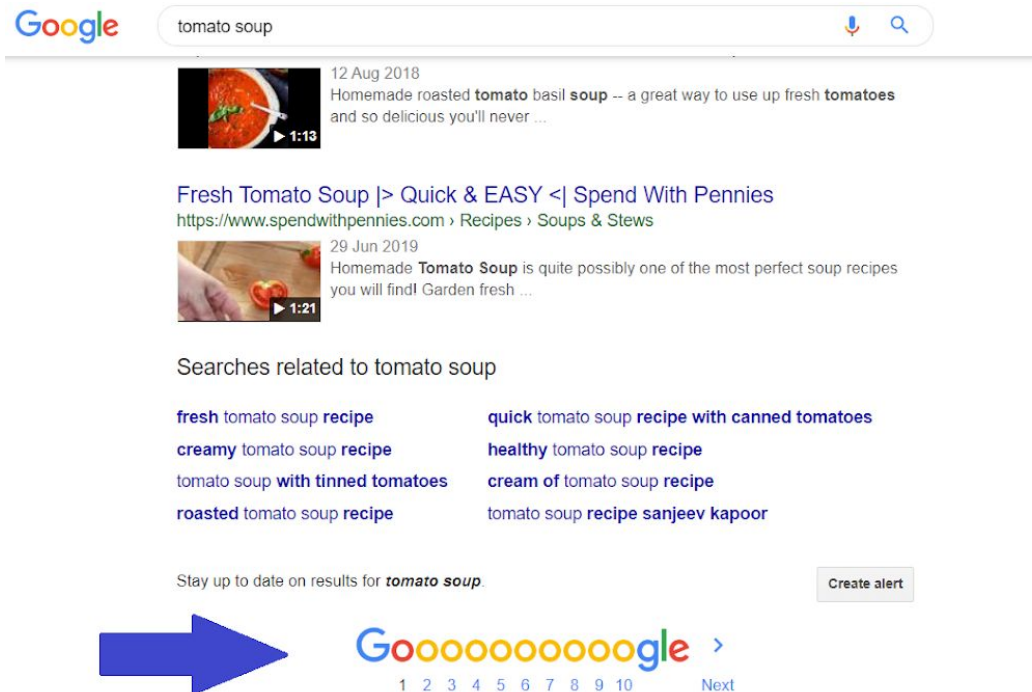 Google
tomato soup
12 Aug 2018
Homemade roasted tomato basil soup -- a great way to use up fresh tomatoes
and so delicious you'll never ...
1:13
Fresh Tomato Soup |> Quick & EASY <| Spend With Pennies
https://www.spendwithpennies.com › Recipes › Soups & Stews
29 Jun 2019
Homemade Tomato Soup is quite possibly one of the most perfect soup recipes
you will find! Garden fresh ...
1:21
Searches related to tomato soup
fresh tomato soup recipe
quick tomato soup recipe with canned tomatoes
creamy tomato soup recipe
healthy tomato soup recipe
tomato soup with tinned tomatoes
cream of tomato soup recipe
roasted tomato soup recipe
tomato soup recipe sanjeev kapoor
Stay up to date on results for tomato soup.
Create alert
Goooooooooogle >
1 2 3 4 5 6 7 8 9 10 Next